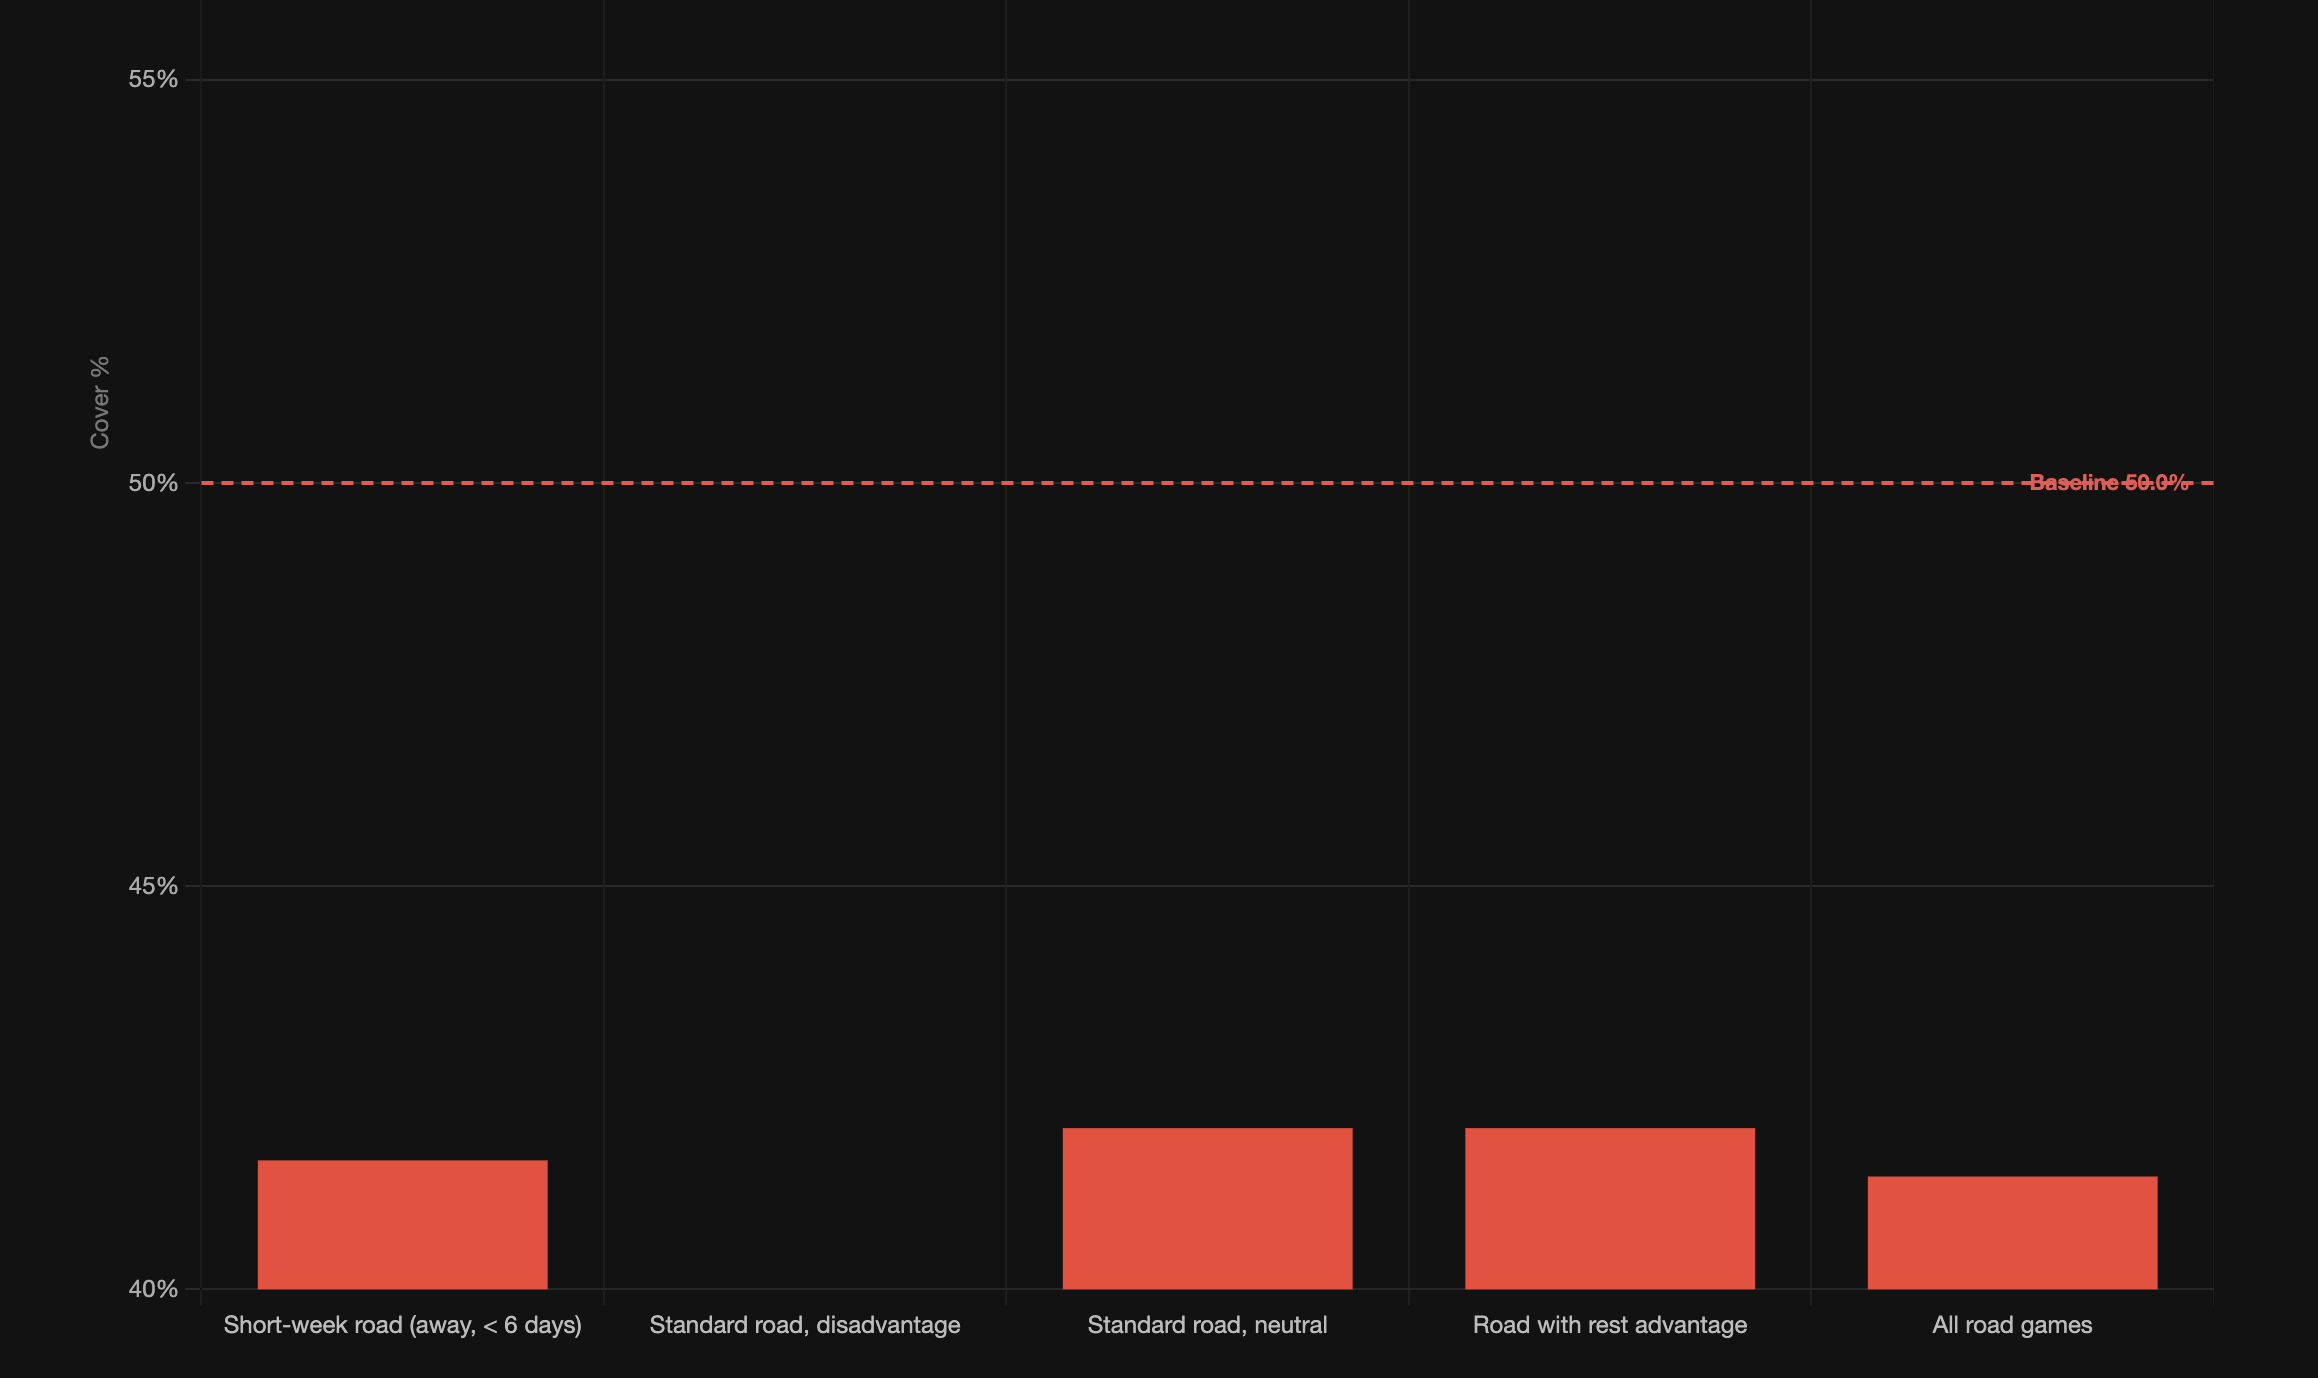 55%
Cover %
50%
Baseline 50.0%
45%
40%
Short-week road (away, < 6 days)
Standard road, disadvantage
Standard road, neutral
Road with rest advantage
All road games